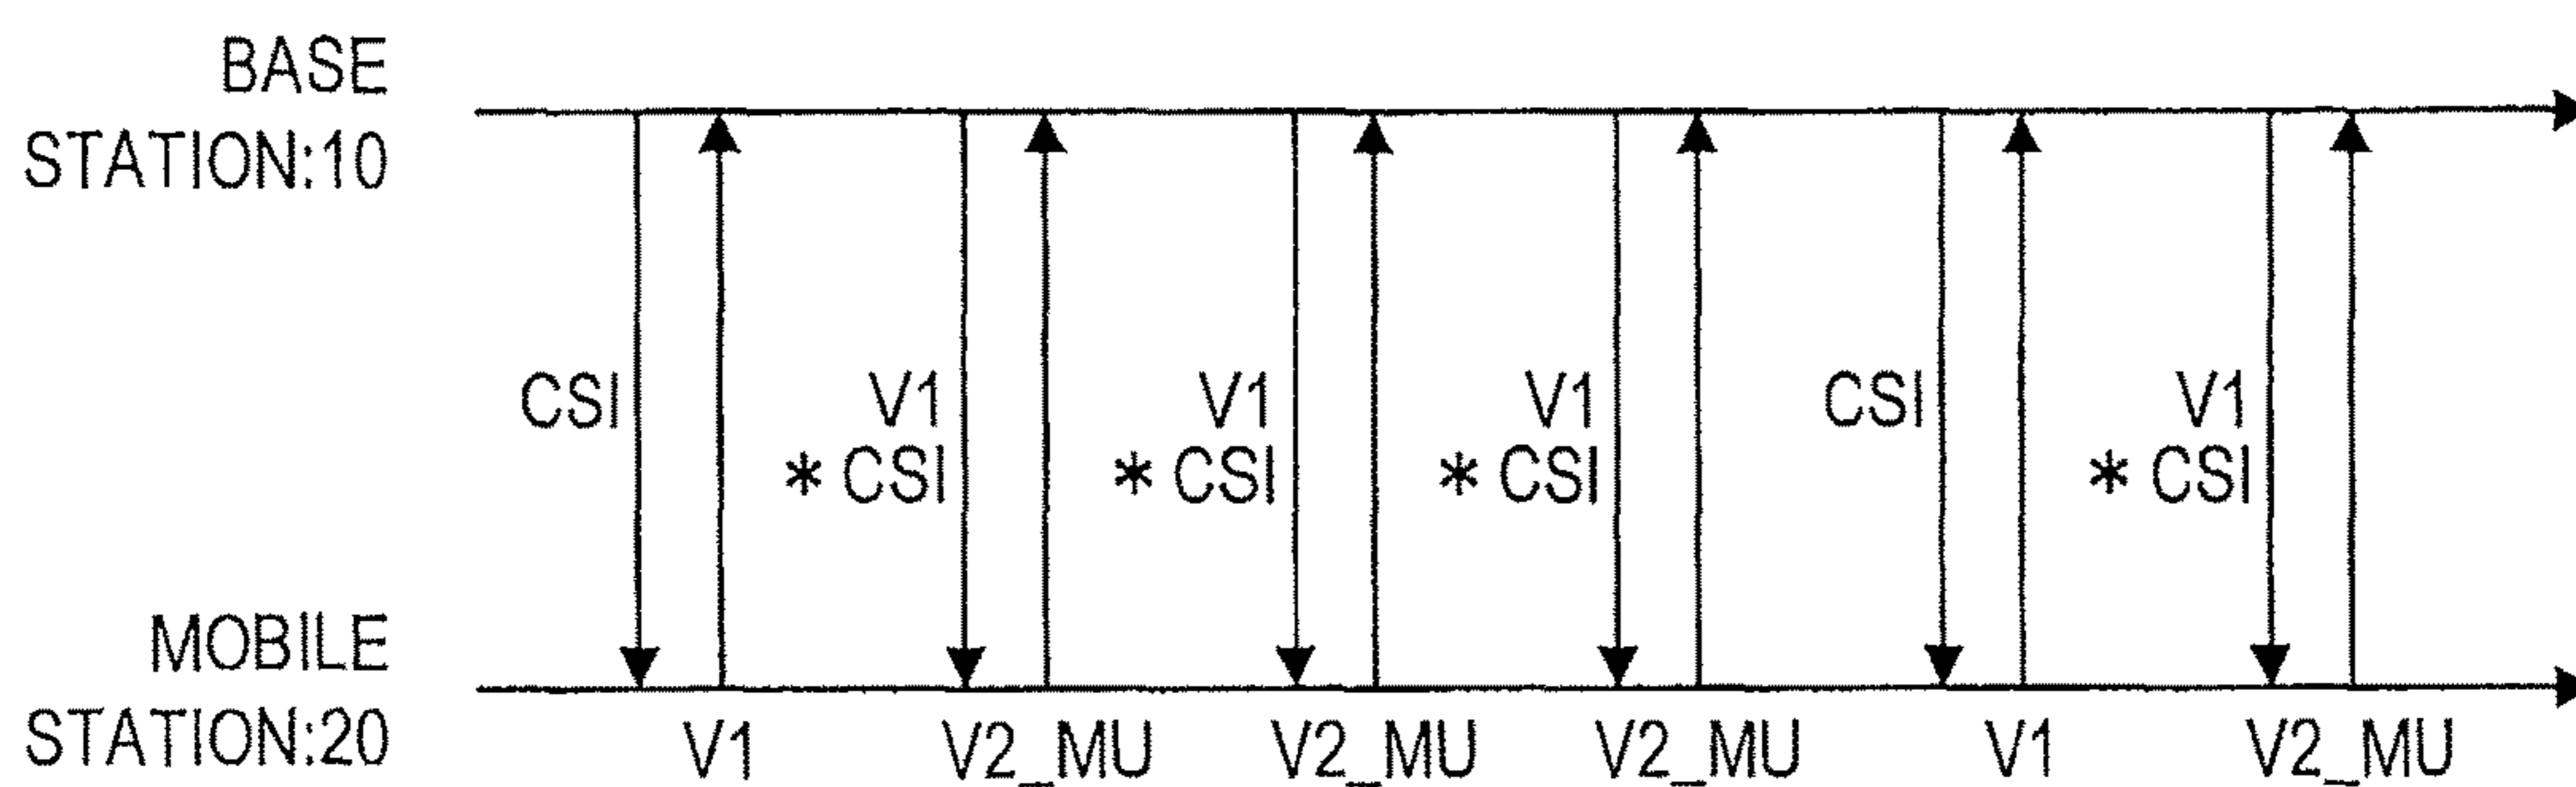 BASE
STATION:10
CSI
V1
* CSI
V1
* CSI
V1
* CSI
CSI
V1
* CSI
MOBILE
STATION:20
V1
V2_MU
V2_MU
V2_MU
V1
V2_MU